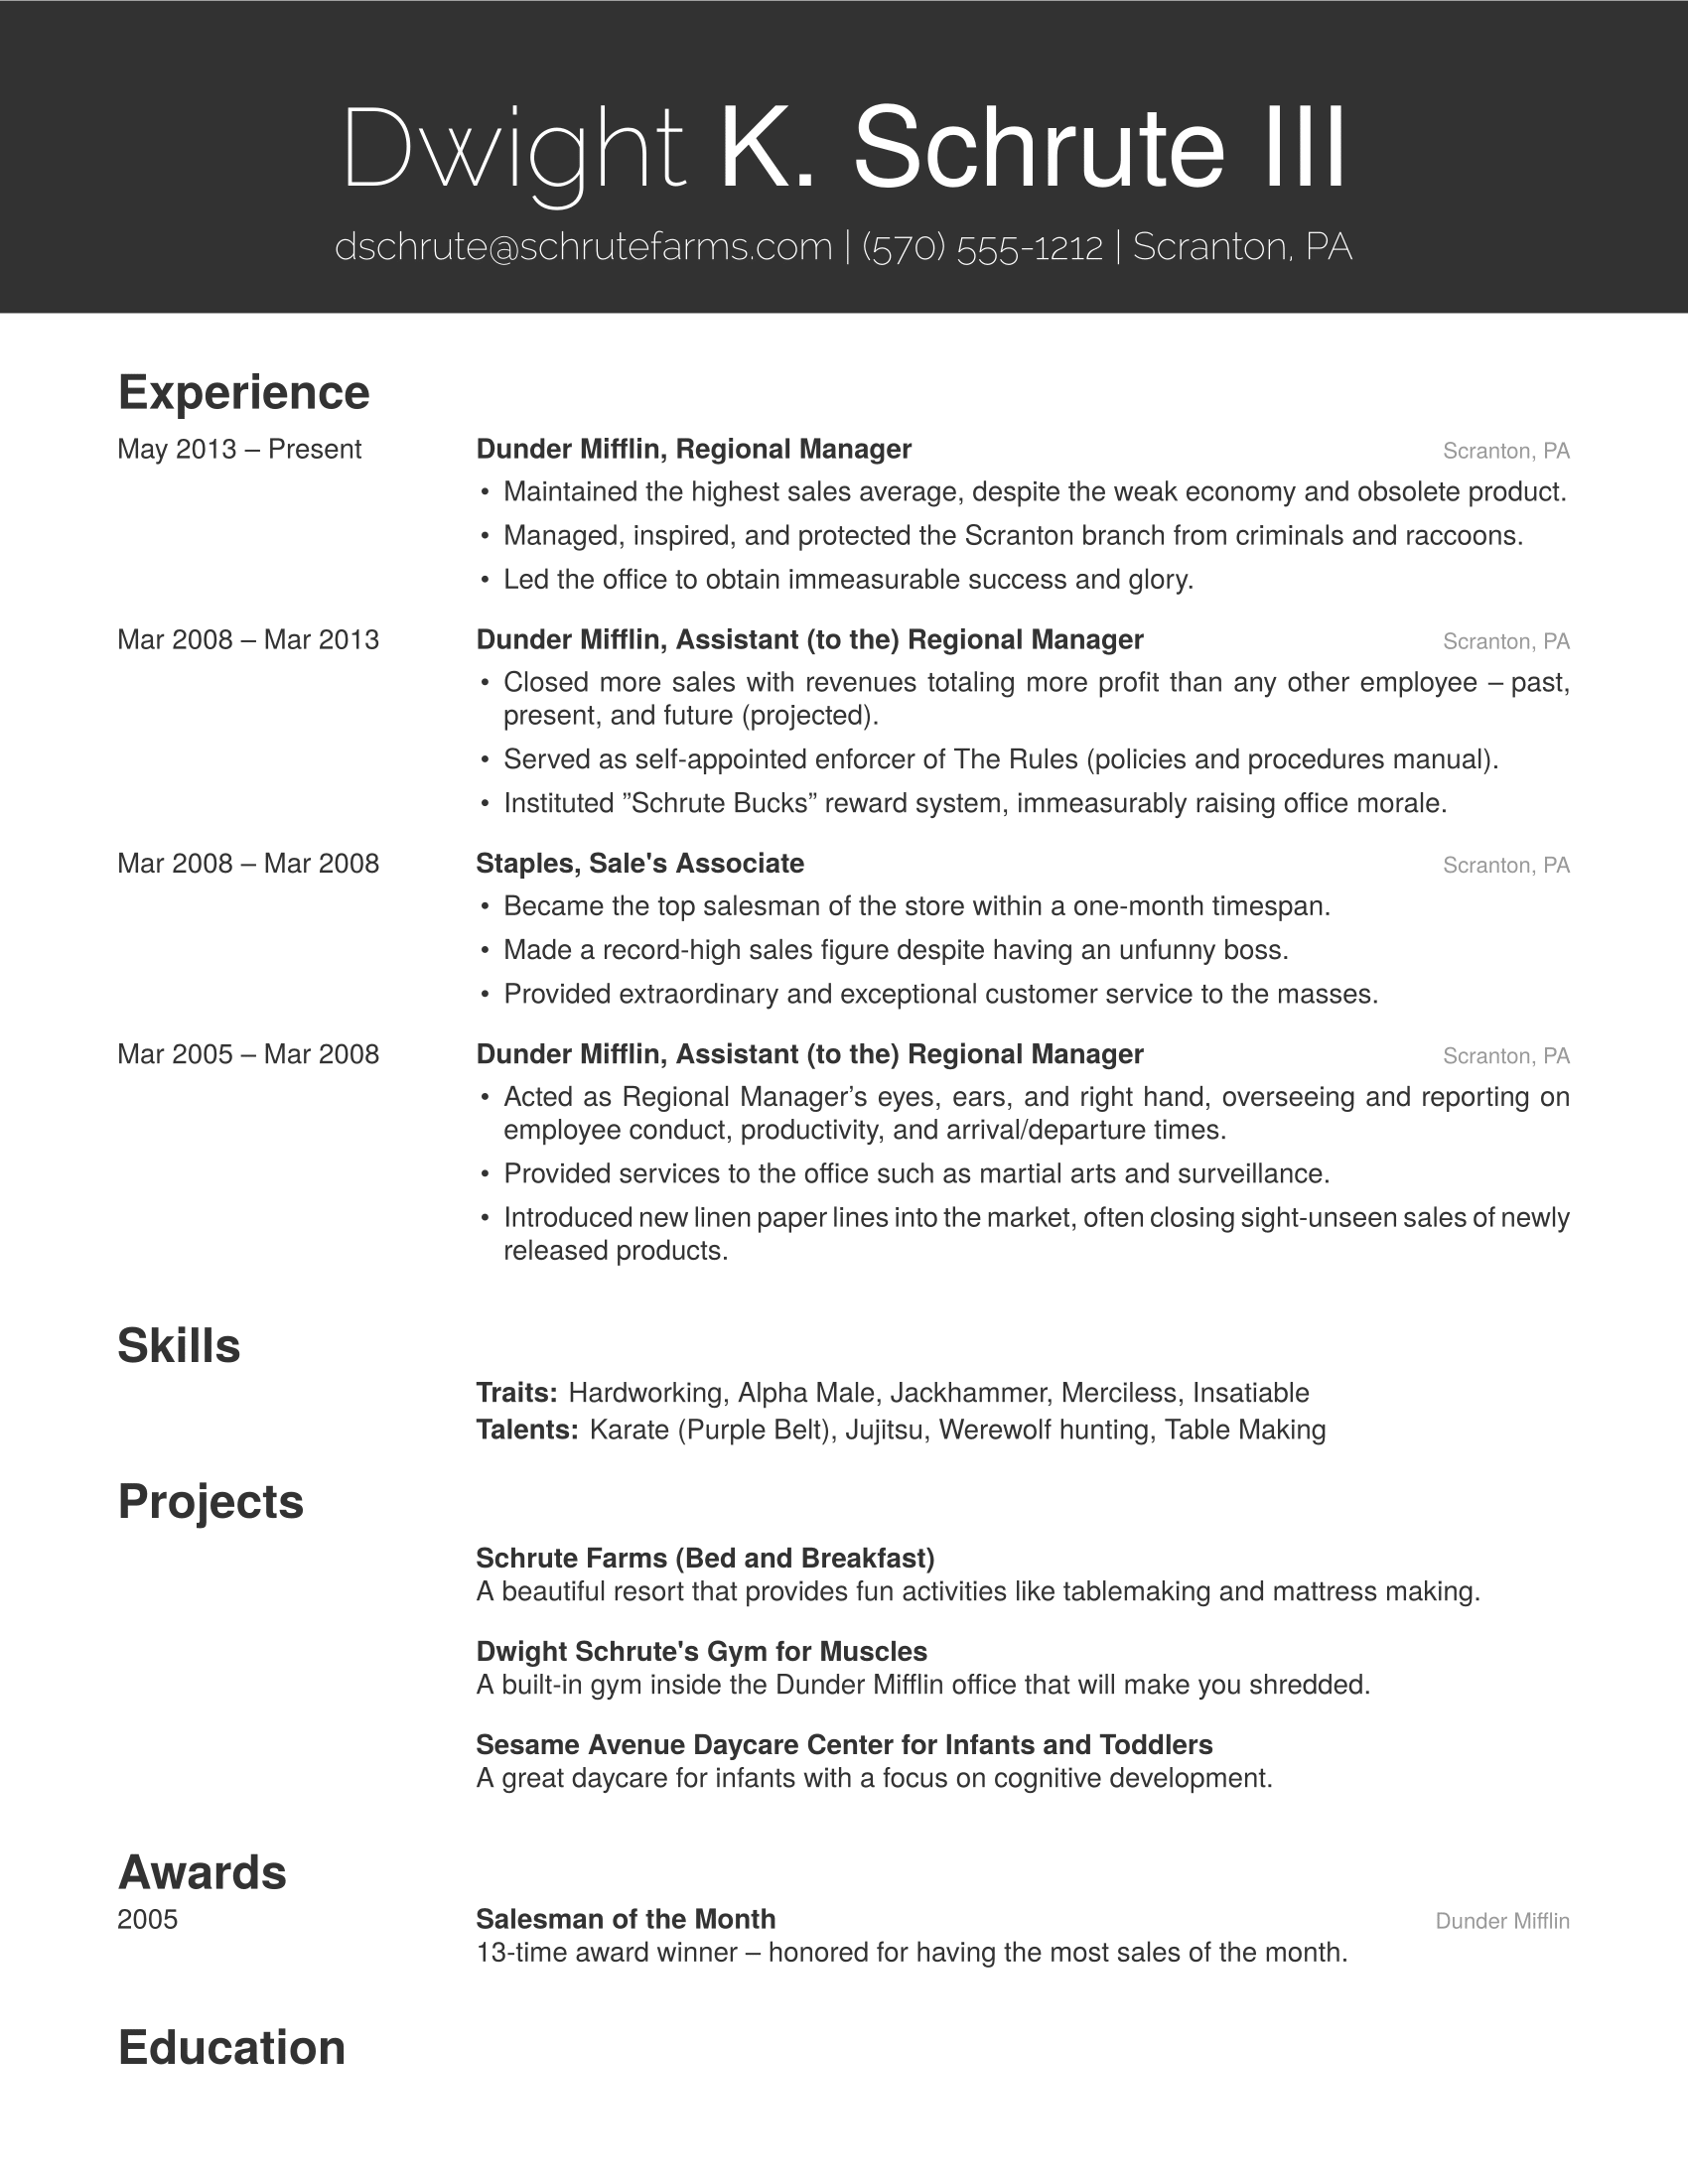 Dwight K. Schrute III
dschrute@schrutefarms.com | (570) 555-1212 | Scranton, PA
Experience
May 2013 – Present Dunder Mifflin, Regional Manager Scranton, PA
• Maintained the highest sales average, despite the weak economy and obsolete product.
• Managed, inspired, and protected the Scranton branch from criminals and raccoons.
• Led the office to obtain immeasurable success and glory.
Mar 2008 – Mar 2013 Dunder Mifflin, Assistant (to the) Regional Manager Scranton, PA
• Closed more sales with revenues totaling more profit than any other employee – past,
present, and future (projected).
• Served as self-appointed enforcer of The Rules (policies and procedures manual).
• Instituted ”Schrute Bucks” reward system, immeasurably raising office morale.
Mar 2008 – Mar 2008 Staples, Sale's Associate Scranton, PA
• Became the top salesman of the store within a one-month timespan.
• Made a record-high sales figure despite having an unfunny boss.
• Provided extraordinary and exceptional customer service to the masses.
Mar 2005 – Mar 2008 Dunder Mifflin, Assistant (to the) Regional Manager Scranton, PA
• Acted as Regional Manager’s eyes, ears, and right hand, overseeing and reporting on
employee conduct, productivity, and arrival/departure times.
• Provided services to the office such as martial arts and surveillance.
• Introduced new linen paper lines into the market, often closing sight-unseen sales of newly
released products.
Skills
Traits: Hardworking, Alpha Male, Jackhammer, Merciless, Insatiable
Talents: Karate (Purple Belt), Jujitsu, Werewolf hunting, Table Making
Projects
Schrute Farms (Bed and Breakfast)
A beautiful resort that provides fun activities like tablemaking and mattress making.
Dwight Schrute's Gym for Muscles
A built-in gym inside the Dunder Mifflin office that will make you shredded.
Sesame Avenue Daycare Center for Infants and Toddlers
A great daycare for infants with a focus on cognitive development.
Awards
2005 Salesman of the Month Dunder Mifflin
13-time award winner – honored for having the most sales of the month.
Education